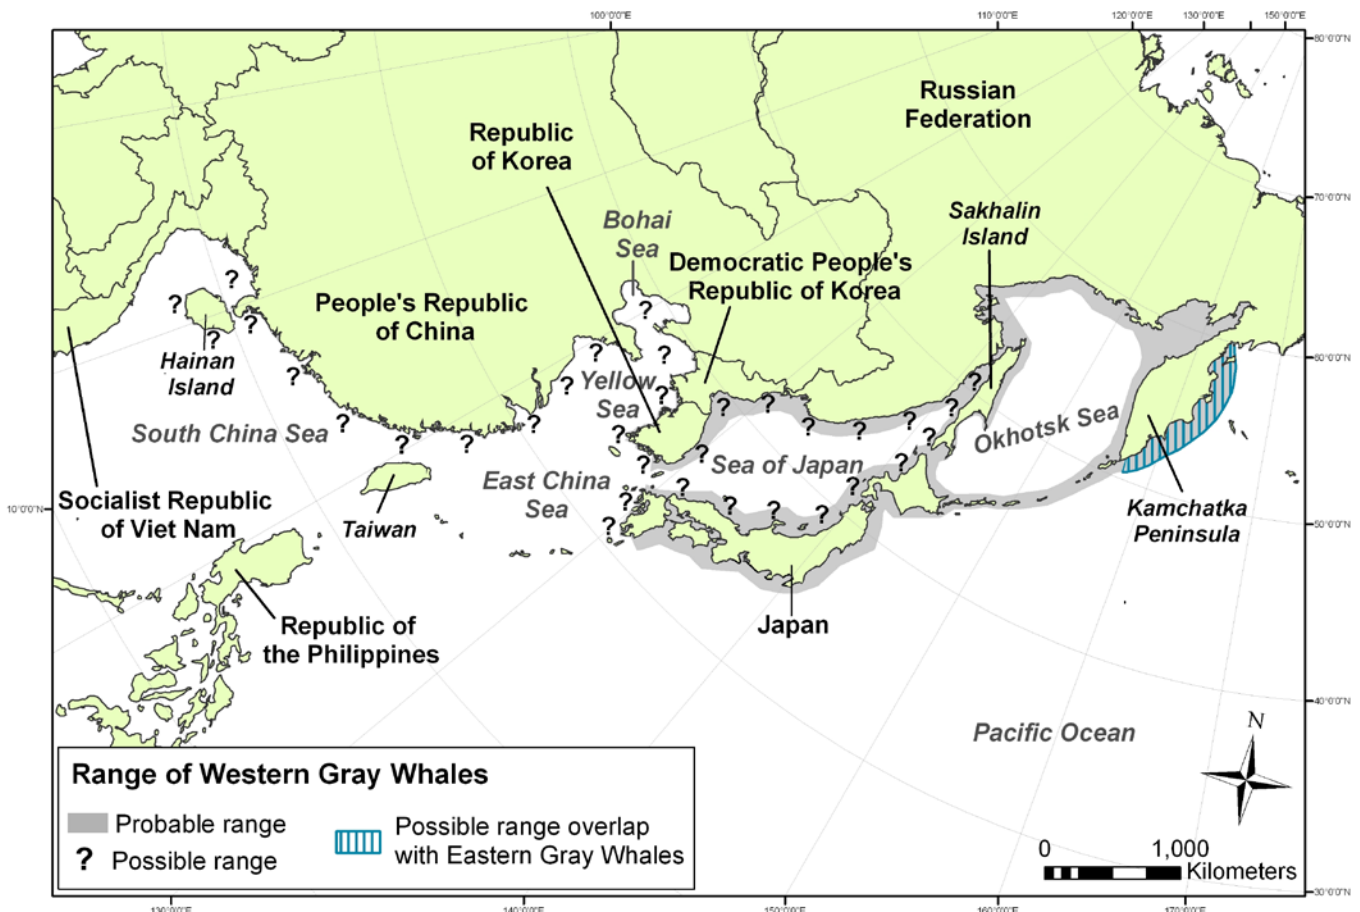 100°0'0"E
110°0'0"E
120°0'0"E
130°0'0"E
150°0'0"E
80°0'0"N
Russian
Federation
Republic
of Korea
70°0'0"N
Sakhalin
Island
Bohai
Sea
Democratic People's
Republic of Korea
?
?
People's Republic
of China
?
?
?
Hainan
Island
?
?
?
?
Yellow
Sea
?
?
60°0'0"N
?
?
?
?
?
?
South China Sea
?
?
?
?
?
?
?
?
?
?
Okhotsk Sea
?
?
Sea of Japan
?
East China
Sea
?
?
?
?
?
?
?
?
Socialist Republic
of Viet Nam
10°0'0"N
Taiwan
Kamchatka
Peninsula
50°0'0"N
Republic of
the Philippines
Japan
40°0'0"N
Pacific Ocean
N
Range of Western Gray Whales
Probable range
? Possible range
Possible range overlap
with Eastern Gray Whales
0 1,000
Kilometers
30°0'0"N
130°0'0"E
140°0'0"E
150°0'0"E
160°0'0"E
170°0'0"E